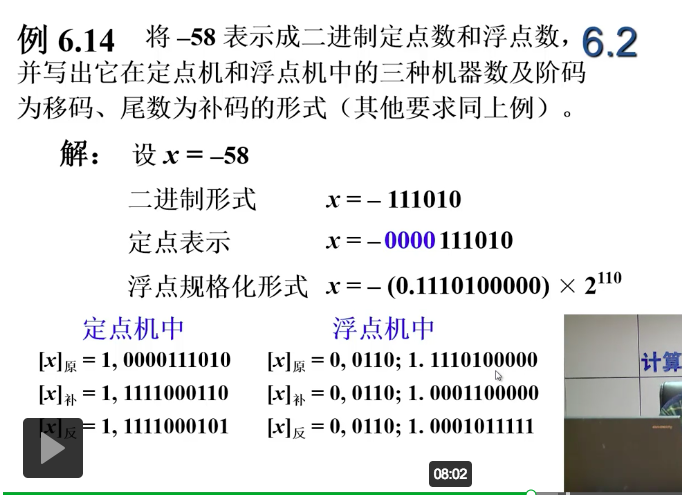 例 6.14 将 –58 表示成二进制定点数和浮点数， 6.2
并写出它在定点机和浮点机中的三种机器数及阶码
为移码、尾数为补码的形式（其他要求同上例）。
解： 设 x = –58
二进制形式 x = – 111010
定点表示 x = – 0000 111010
浮点规格化形式 x = – (0.1110100000) × 2¹¹⁰
定点机中 浮点机中
[x]原 = 1, 0000111010 [x]原 = 0, 0110; 1. 1110100000
[x]补 = 1, 1111000110 [x]补 = 0, 0110; 1. 0001100000
[x]反 = 1, 1111000101 [x]反 = 0, 0110; 1. 0001011111
计算
08:02